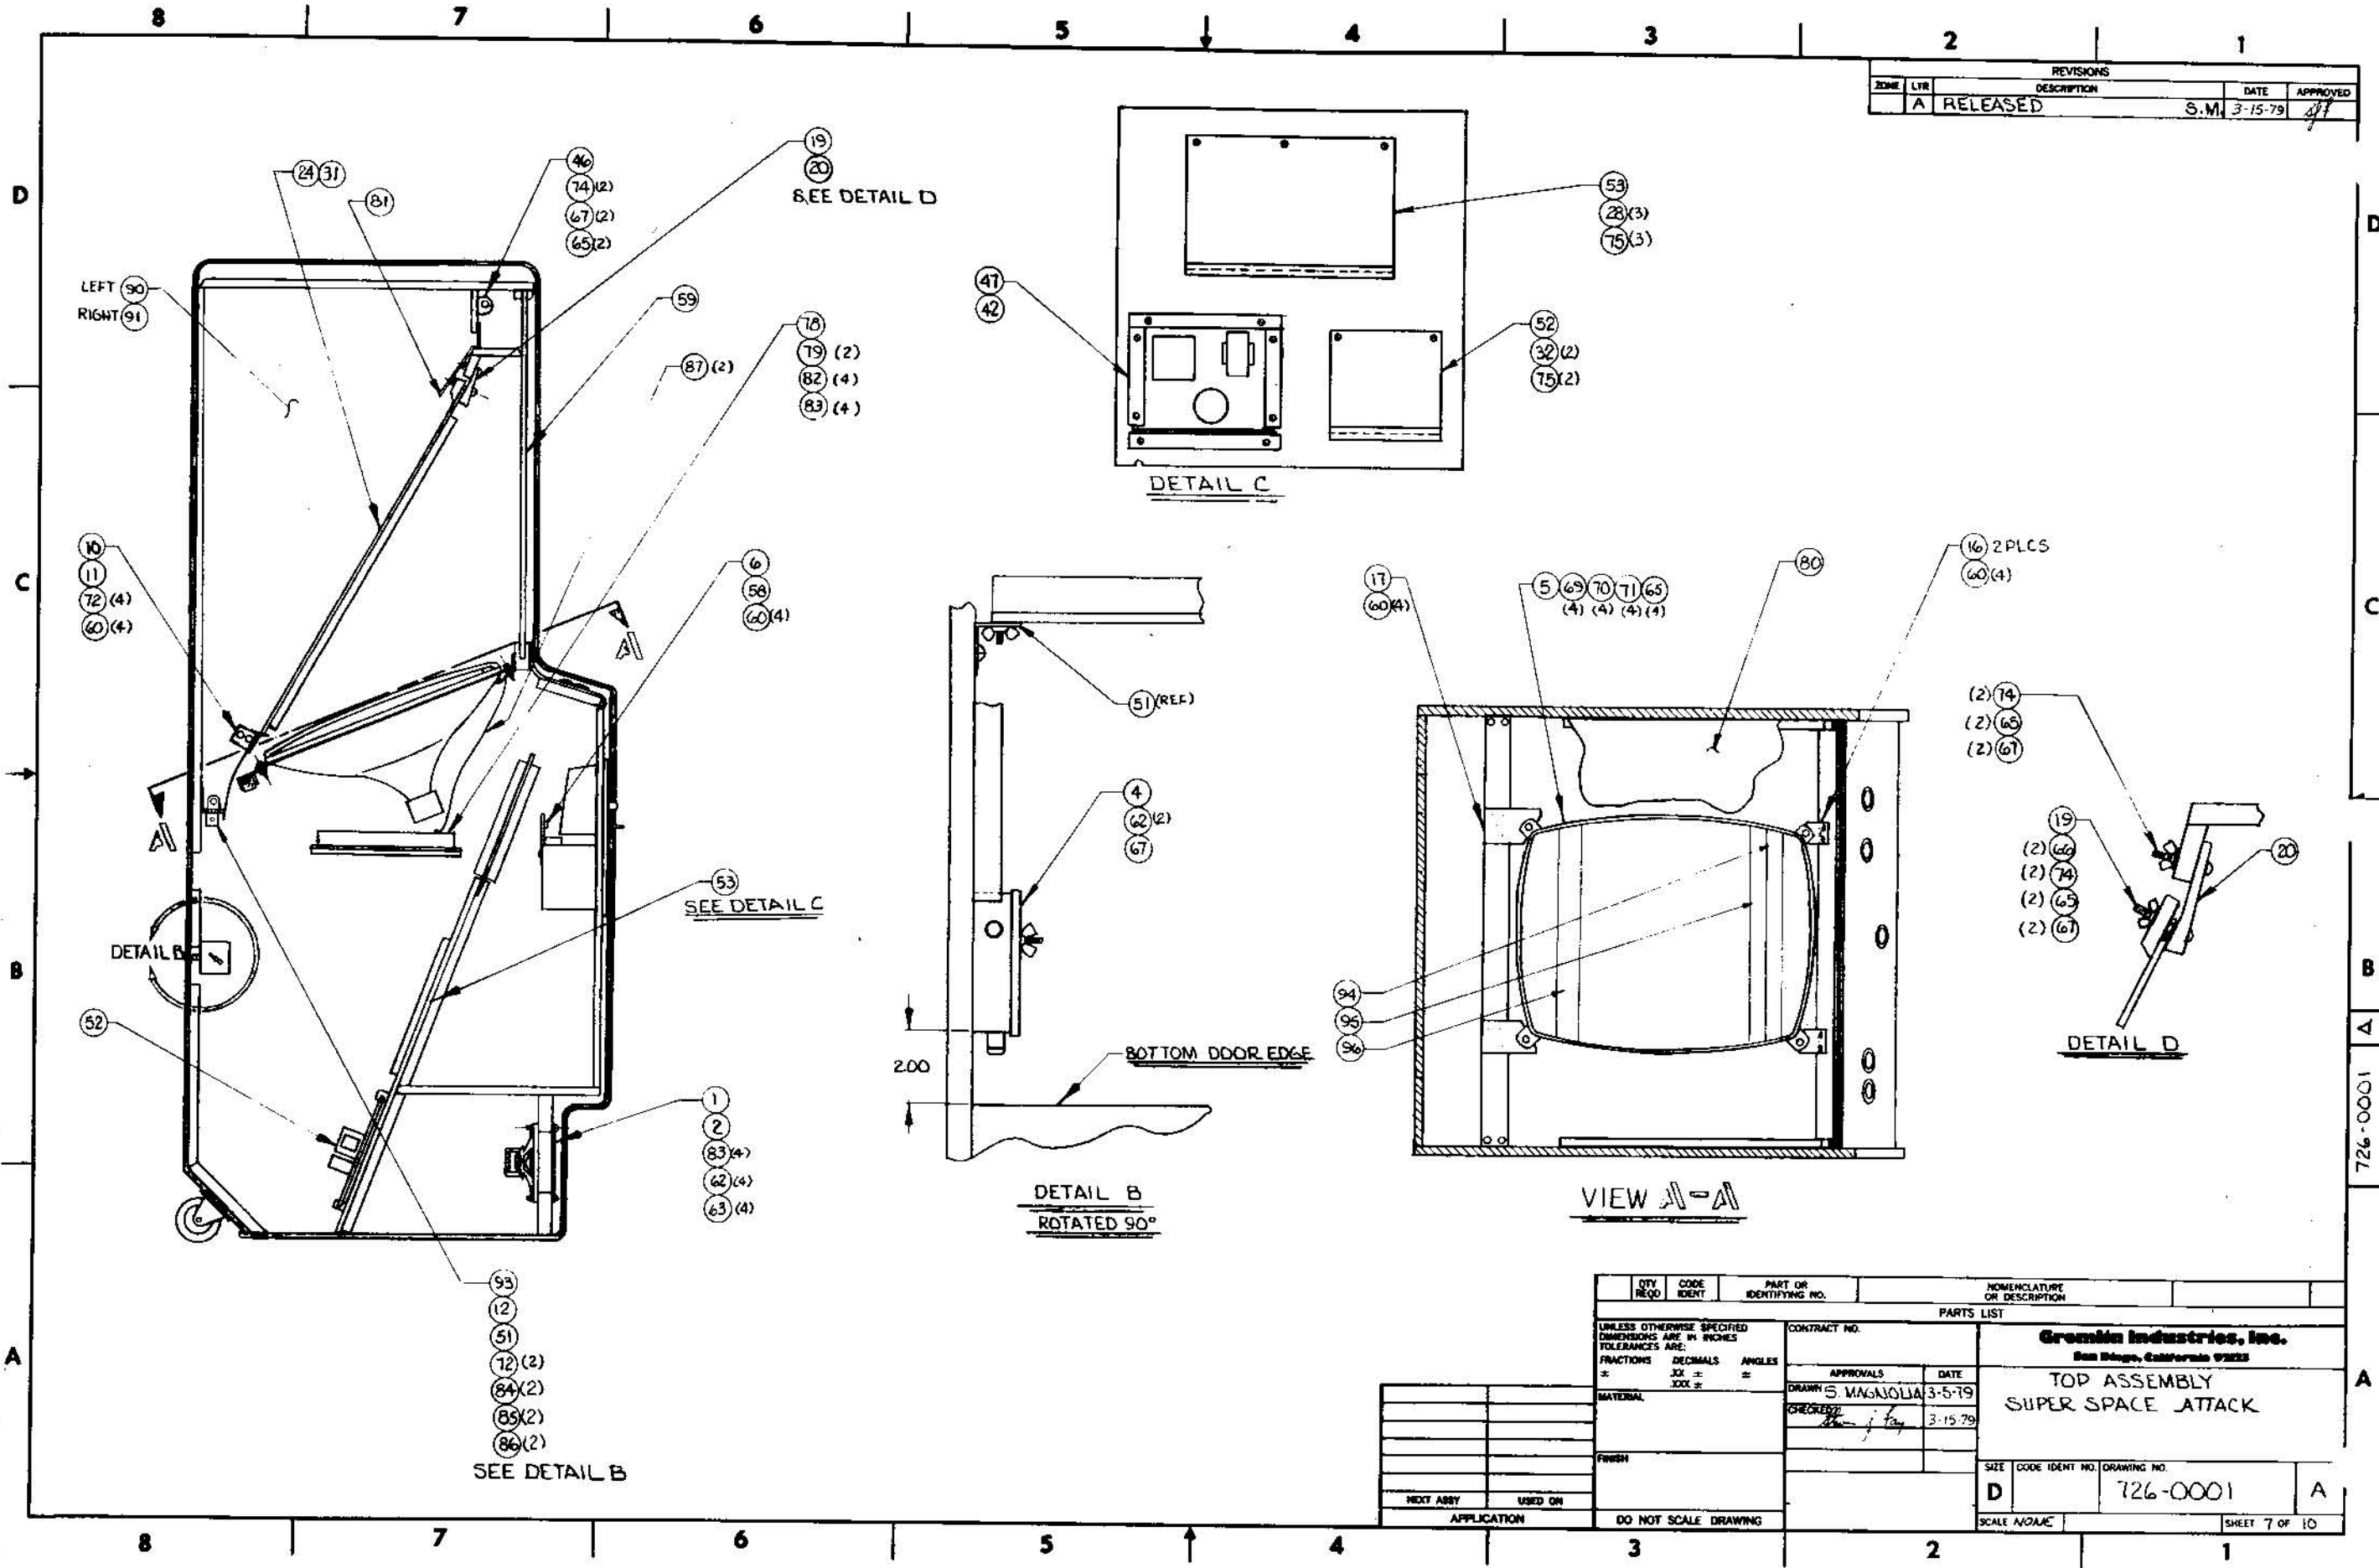 8 7 6 5 4 3 2 1
REVISIONS
ZONE LTR DESCRIPTION DATE APPROVED
A RELEASED S.M. 3-15-79
D
D
24 31
81
46
74 (2)
67 (2)
65 (2)
19
20
SEE DETAIL D
LEFT 90
RIGHT 91
59
78
79 (2)
82 (4)
83 (4)
87 (2)
53
28 (3)
75 (3)
47
42
52
32 (2)
75 (2)
DETAIL C
C
C
10
11
72 (4)
60 (4)
6
58
60 (4)
A
A
51 (REF)
4
62 (2)
67
17
60 (4)
5 69 70 71 65
(4) (4) (4) (4)
80
16 2 PLCS
60 (4)
(2) 74
(2) 65
(2) 67
19
(2) 66
(2) 74
(2) 65
(2) 67
20
DETAIL D
53
SEE DETAIL C
DETAIL B
B
B
52
1
2
83 (4)
62 (4)
63 (4)
2.00
BOTTOM DOOR EDGE
94
95
96
DETAIL B
ROTATED 90°
VIEW A-A
A
726-0001
93
12
51
72 (2)
84 (2)
85 (2)
86 (2)
SEE DETAIL B
A
A
QTY REQD CODE IDENT PART OR IDENTIFYING NO. NOMENCLATURE OR DESCRIPTION
PARTS LIST
UNLESS OTHERWISE SPECIFIED
DIMENSIONS ARE IN INCHES
TOLERANCES ARE:
FRACTIONS DECIMALS ANGLES
± .XX ± ±
.XXX ±
MATERIAL
FINISH
DO NOT SCALE DRAWING
CONTRACT NO.
APPROVALS DATE
DRAWN S. MAGNOLIA 3-5-79
CHECKED 3-15-79
Gremlin Industries, Inc.
San Diego, California 92123
TOP ASSEMBLY
SUPER SPACE ATTACK
SIZE CODE IDENT NO. DRAWING NO.
D 726-0001 A
SCALE NONE SHEET 7 OF 10
NEXT ASSY USED ON
APPLICATION
8 7 6 5 4 3 2 1